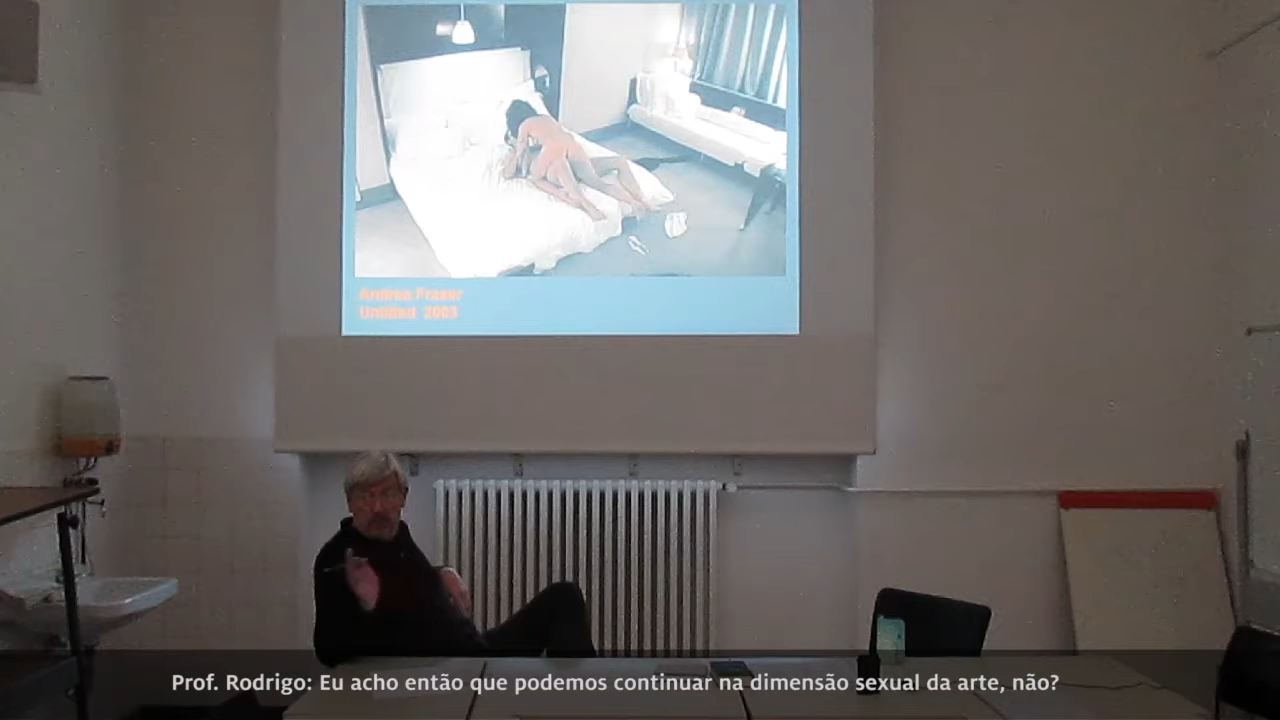 Andrea Fraser
Untitled 2003
Prof. Rodrigo: Eu acho então que podemos continuar na dimensão sexual da arte, não?